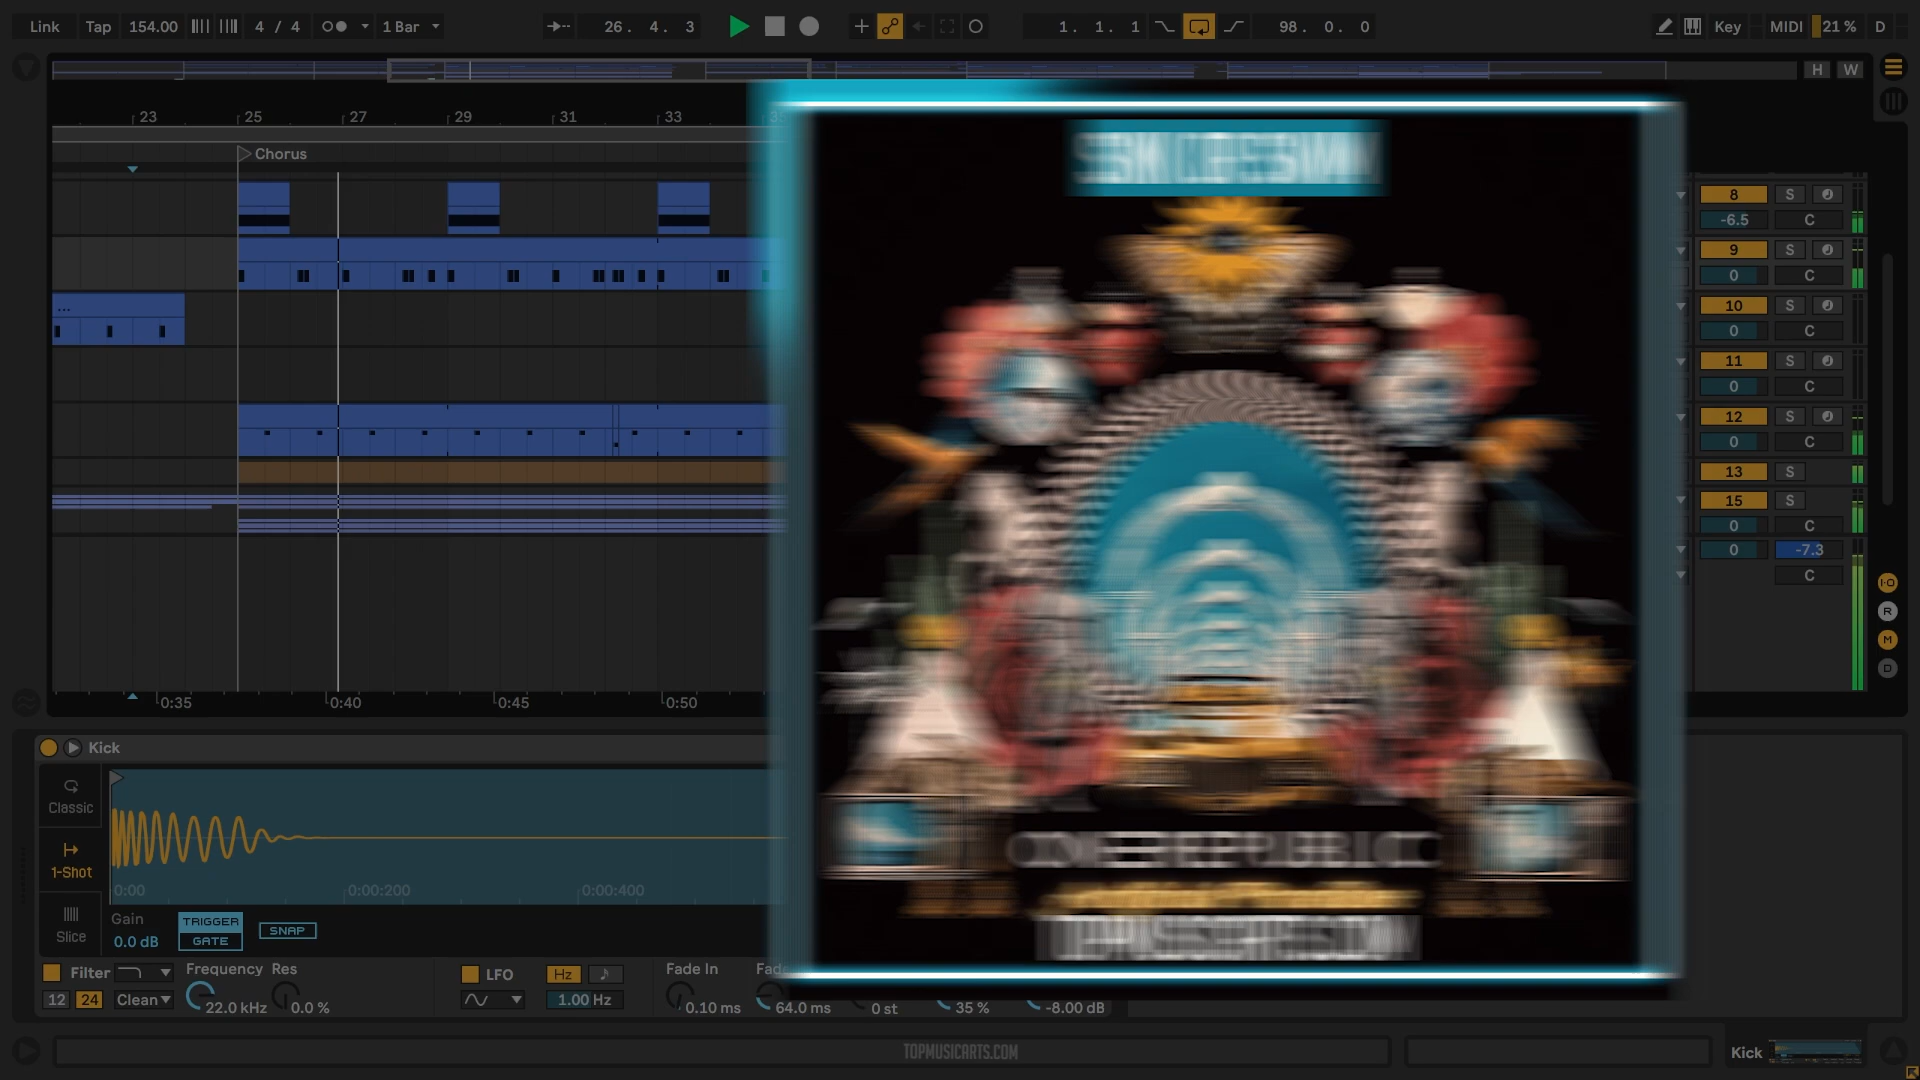 Link Tap 154.00 4 / 4 1 Bar 26. 4. 3 1. 1. 1 98. 0. 0 Key MIDI 21 % D
H W
23 25 27 29 31 33
Chorus
8 S
-6.5 C
9 S
0 C
...
10 S
0 C
11 S
0 C
12 S
0 C
13 S
15 S
0 C
0 -7.3
C
I·O
R
M
D
0:35 0:40 0:45 0:50
Kick
Classic
1-Shot
Slice
0:00 0:00:200 0:00:400
Gain
0.0 dB
TRIGGER
GATE
SNAP
Filter Frequency Res LFO Hz Fade In
12 24 Clean 22.0 kHz 0.0 % 1.00 Hz 0.10 ms 64.0 ms 0 st 35 % -8.00 dB
TOPMUSICARTS.COM
Kick